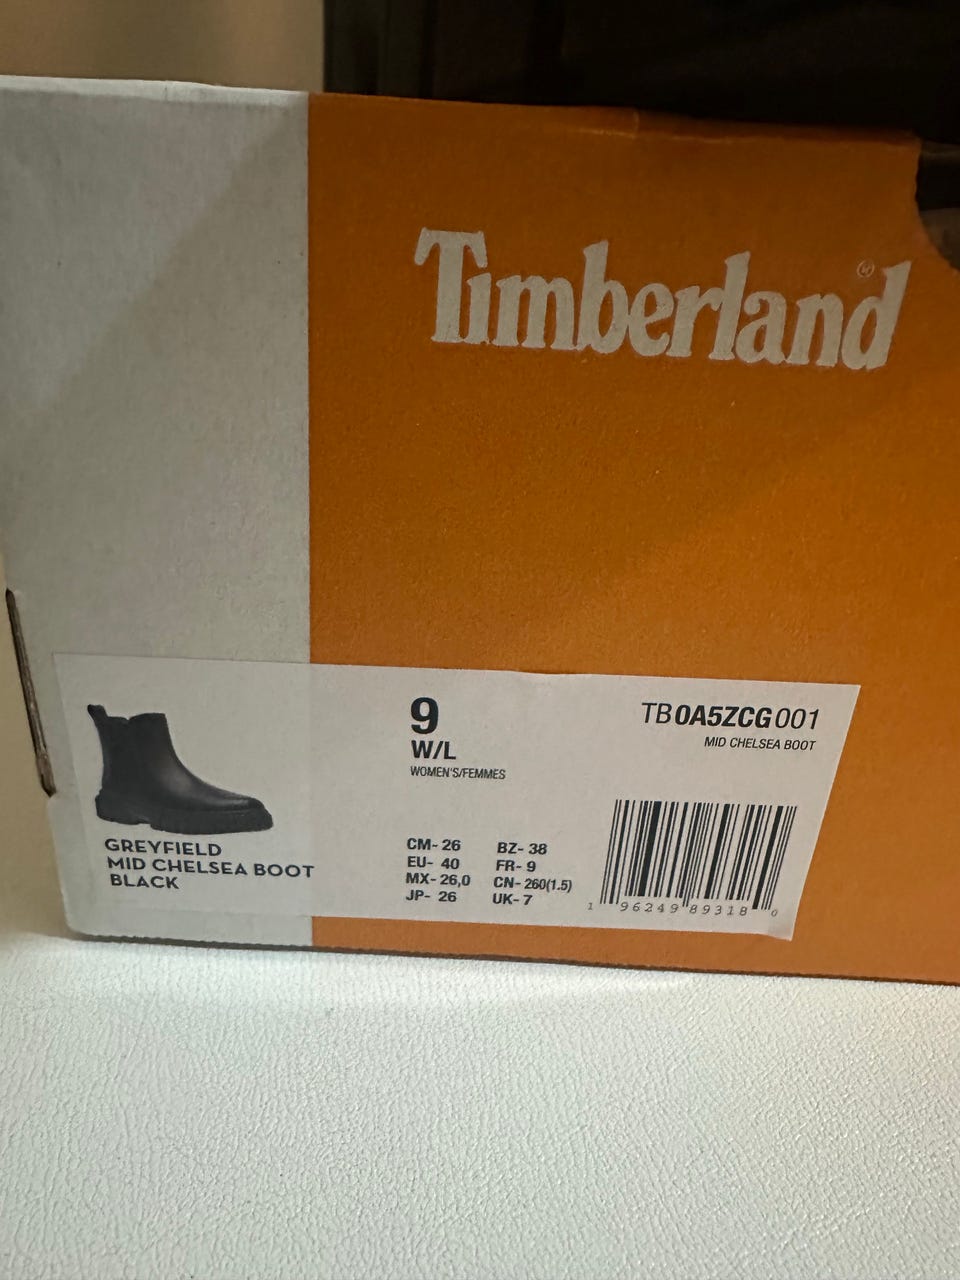 Timberland®
9
W/L
WOMEN'S/FEMMES
TB0A5ZCG001
MID CHELSEA BOOT
GREYFIELD
MID CHELSEA BOOT
BLACK
CM- 26 BZ- 38
EU- 40 FR- 9
MX- 26,0 CN- 260(1.5)
JP- 26 UK- 7
1 96249 89318 0